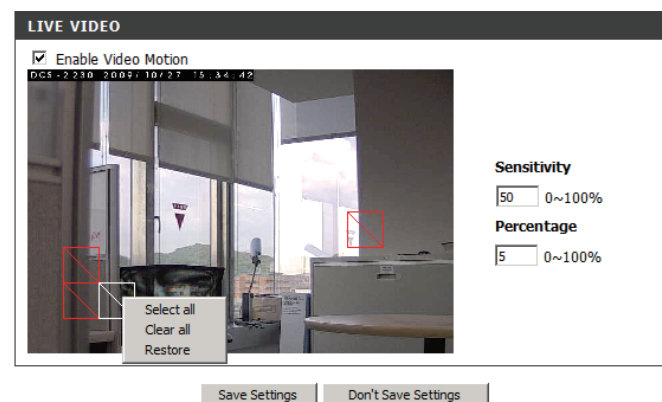 LIVE VIDEO
Enable Video Motion
DCS-2230 2009/10/27 15:34:42
Sensitivity
50 0~100%
Percentage
5 0~100%
Select all
Clear all
Restore
Save Settings
Don't Save Settings